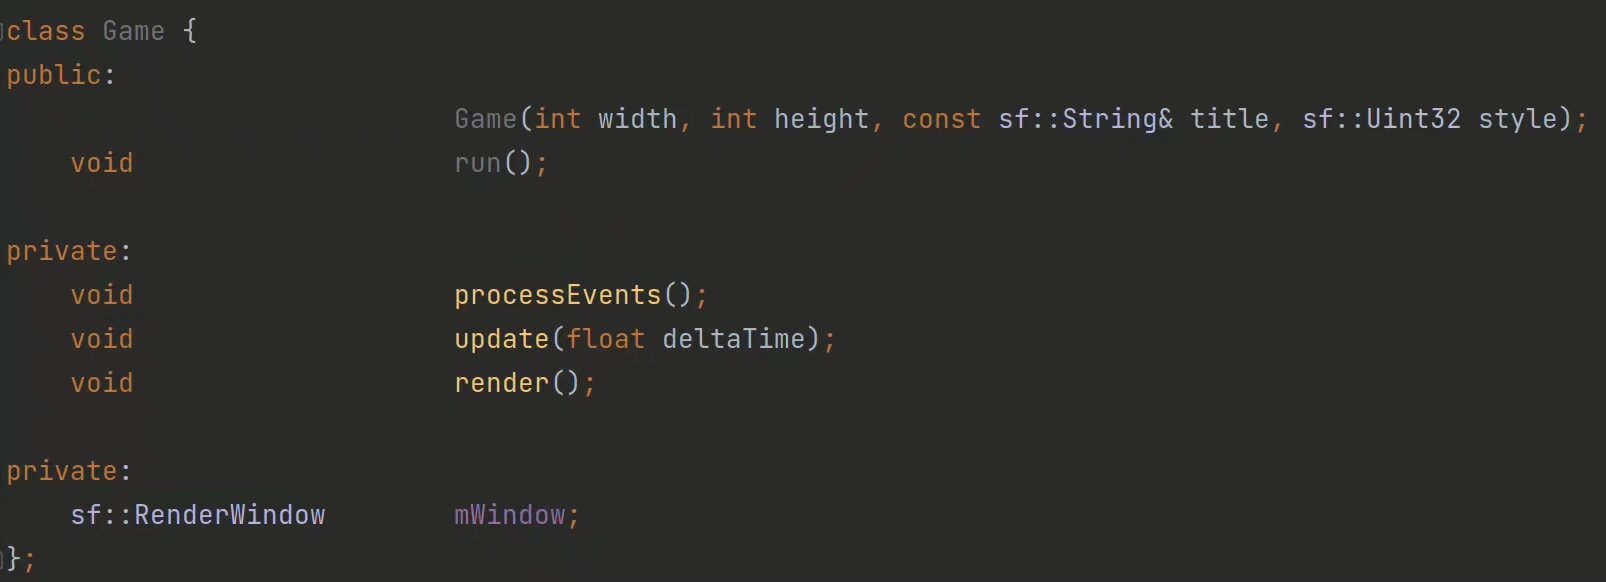 class Game {
public:
Game(int width, int height, const sf::String& title, sf::Uint32 style);
void run();
private:
void processEvents();
void update(float deltaTime);
void render();
private:
sf::RenderWindow mWindow;
};